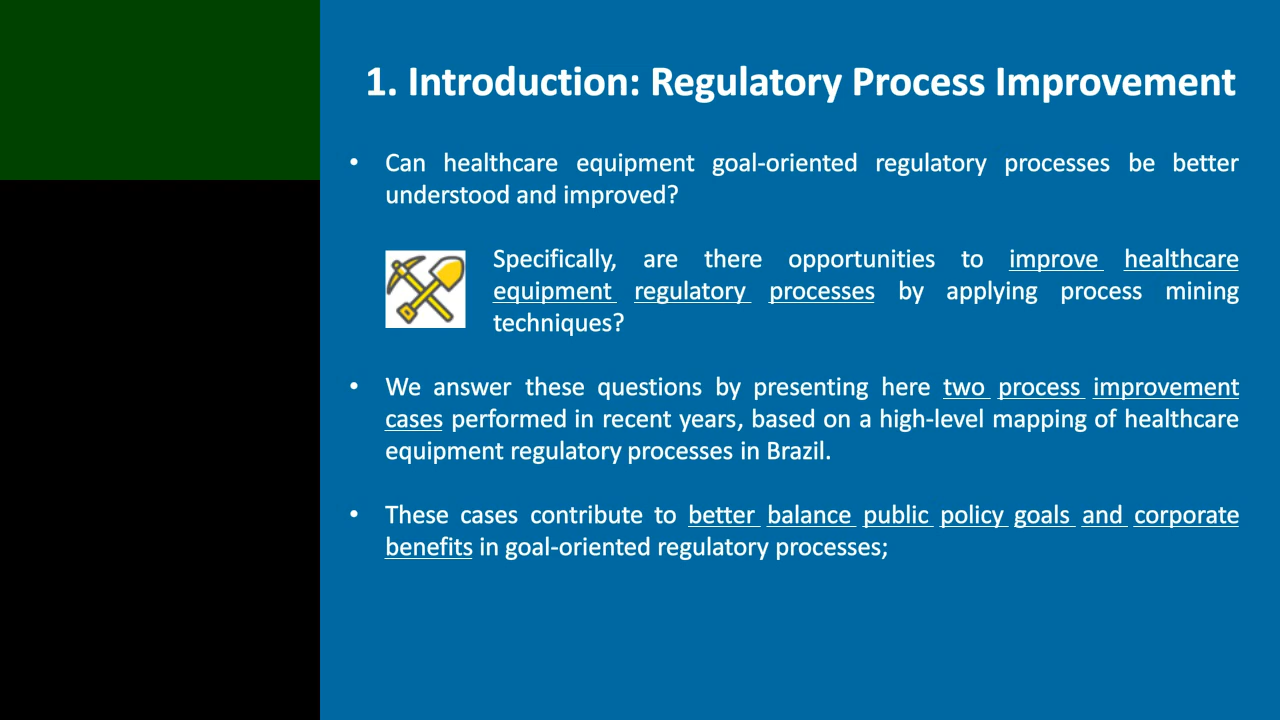 1. Introduction: Regulatory Process Improvement
• Can healthcare equipment goal-oriented regulatory processes be better
understood and improved?
Specifically, are there opportunities to improve healthcare
equipment regulatory processes by applying process mining
techniques?
• We answer these questions by presenting here two process improvement
cases performed in recent years, based on a high-level mapping of healthcare
equipment regulatory processes in Brazil.
• These cases contribute to better balance public policy goals and corporate
benefits in goal-oriented regulatory processes;